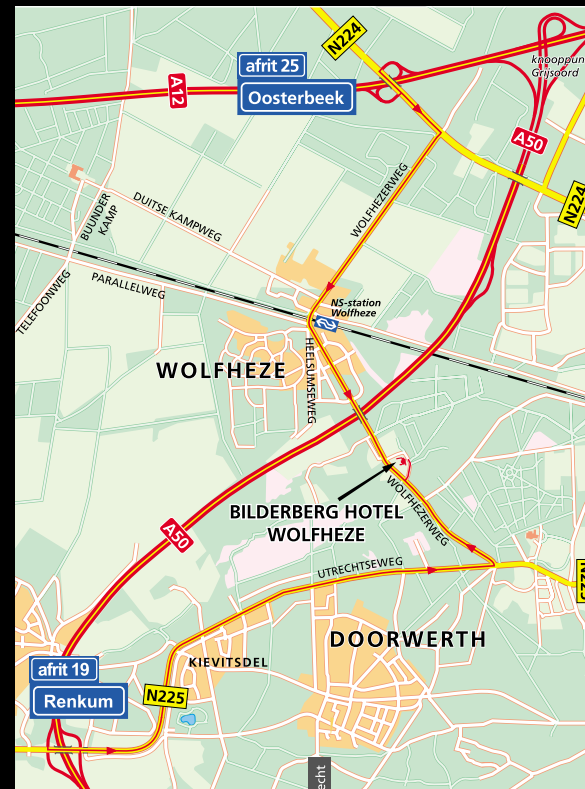 N224
afrit 25
Oosterbeek
A12
Grijsoord
A50
N224
WOLFHEZERWEG
DUITSE KAMPWEG
BUUNDER
KAMP
TELEFOONWEG
PARALLELWEG
NS-station
Wolfheze
WOLFHEZE
HEELSUMSEWEG
BILDERBERG HOTEL
WOLFHEZE
WOLFHEZERWEG
A50
UTRECHTSEWEG
DOORWERTH
KIEVITSDEL
afrit 19
Renkum
N225